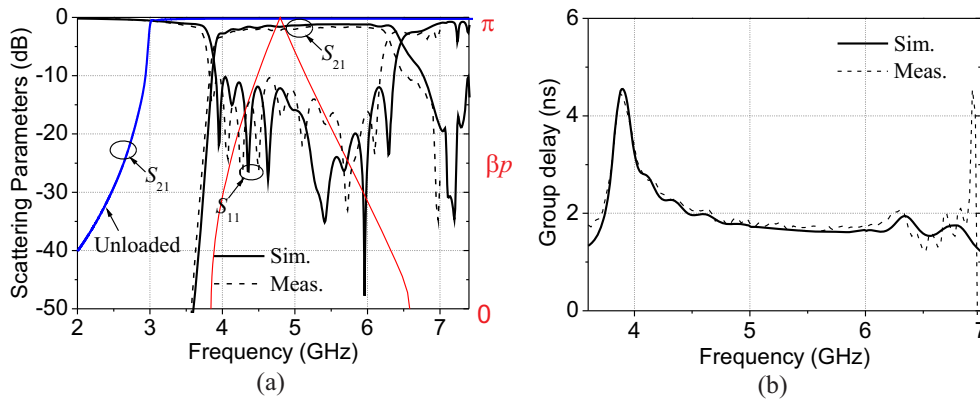 Scattering Parameters (dB)
0
-10
-20
-30
-40
-50
2
3
4
5
6
7
Frequency (GHz)
π
βp
0
S21
S21
S11
Unloaded
Sim.
Meas.
(a)
Group delay (ns)
6
4
2
0
4
5
6
7
Frequency (GHz)
Sim.
Meas.
(b)